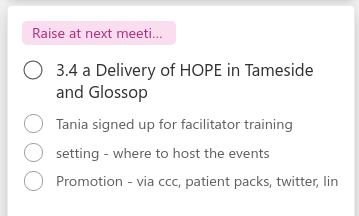 Raise at next meeti...
3.4 a Delivery of HOPE in Tameside
and Glossop
Tania signed up for facilitator training
setting - where to host the events
Promotion - via ccc, patient packs, twitter, lin